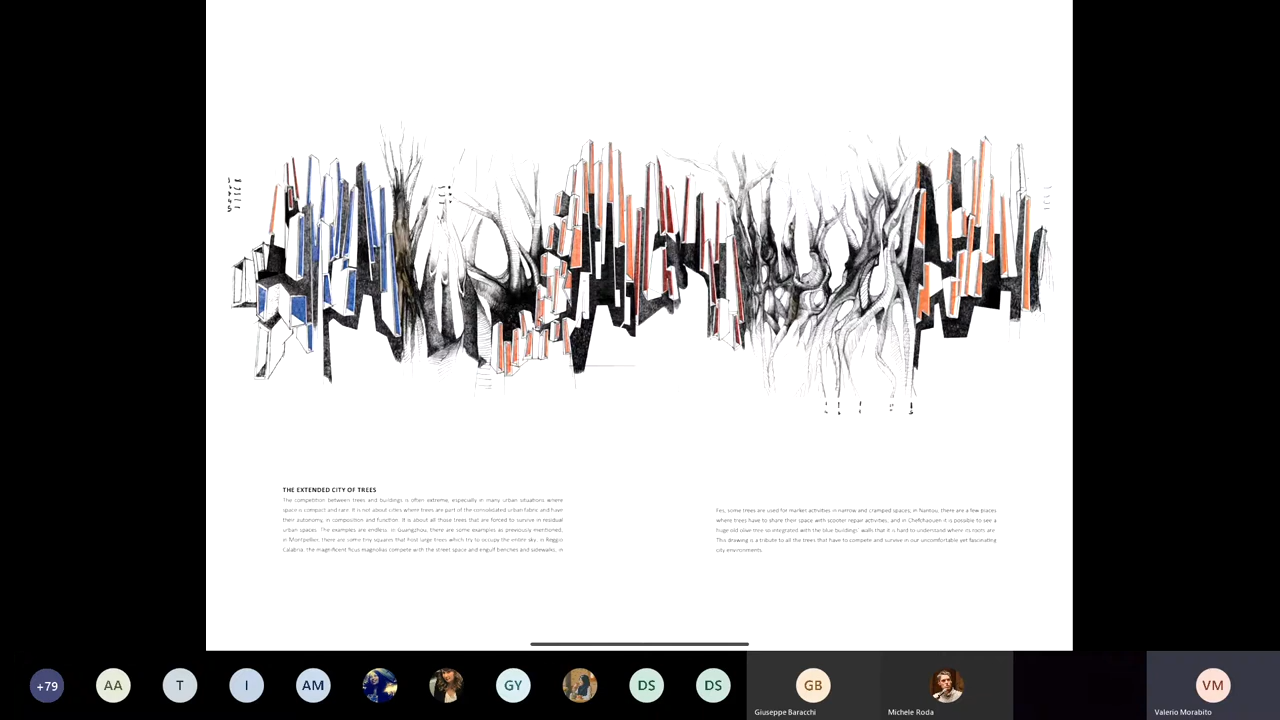 THE EXTENDED CITY OF TREES
The competition between trees and buildings is often extreme, especially in many urban situations where
space is compact and rare. It is not about cities where trees are part of the consolidated urban fabric and have
their autonomy, in composition and function. It is about all those trees that are forced to survive in residual
urban spaces. The examples are endless. In Guangzhou, there are some examples as previously mentioned,
in Montpellier, there are some tiny squares that host large trees which try to occupy the entire sky. In Reggio
Calabria, the magnificent ficus magnolias compete with the street space and engulf benches and sidewalks, in
Fes, some trees are used for market activities in narrow and cramped spaces, in Nantou, there are a few places
where trees have to share their space with scooter repair activities, and in Chefchaouen it is possible to see a
huge old olive tree so integrated with the blue buildings' walls that it is hard to understand where its roots are.
This drawing is a tribute to all the trees that have to compete and survive in our uncomfortable yet fascinating
city environments.
+79
AA
T
I
AM
GY
DS
DS
GB
Giuseppe Baracchi
Michele Roda
VM
Valerio Morabito